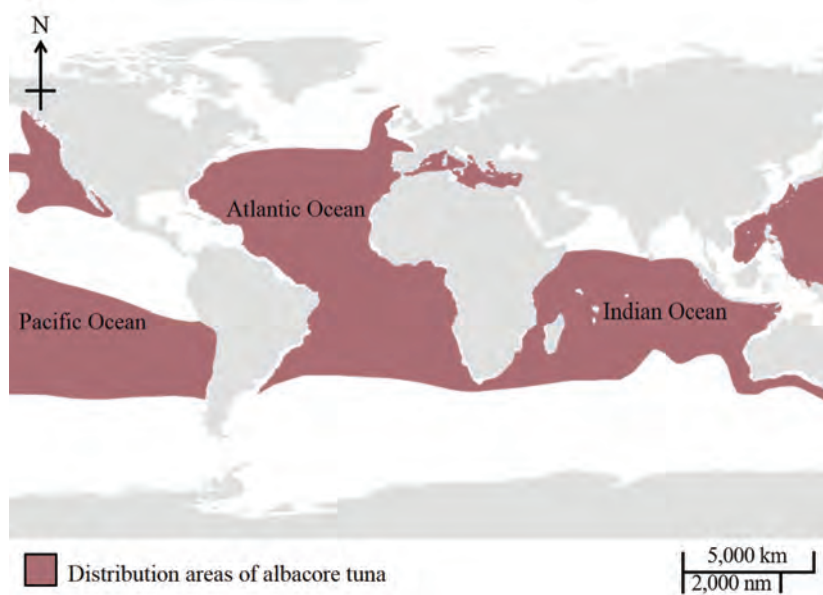 N
Atlantic Ocean
Pacific Ocean
Indian Ocean
Distribution areas of albacore tuna
5,000 km
2,000 nm